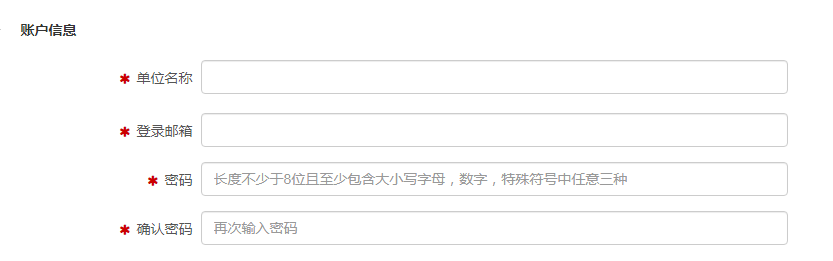 账户信息
* 单位名称
* 登录邮箱
* 密码 长度不少于8位且至少包含大小写字母，数字，特殊符号中任意三种
* 确认密码 再次输入密码